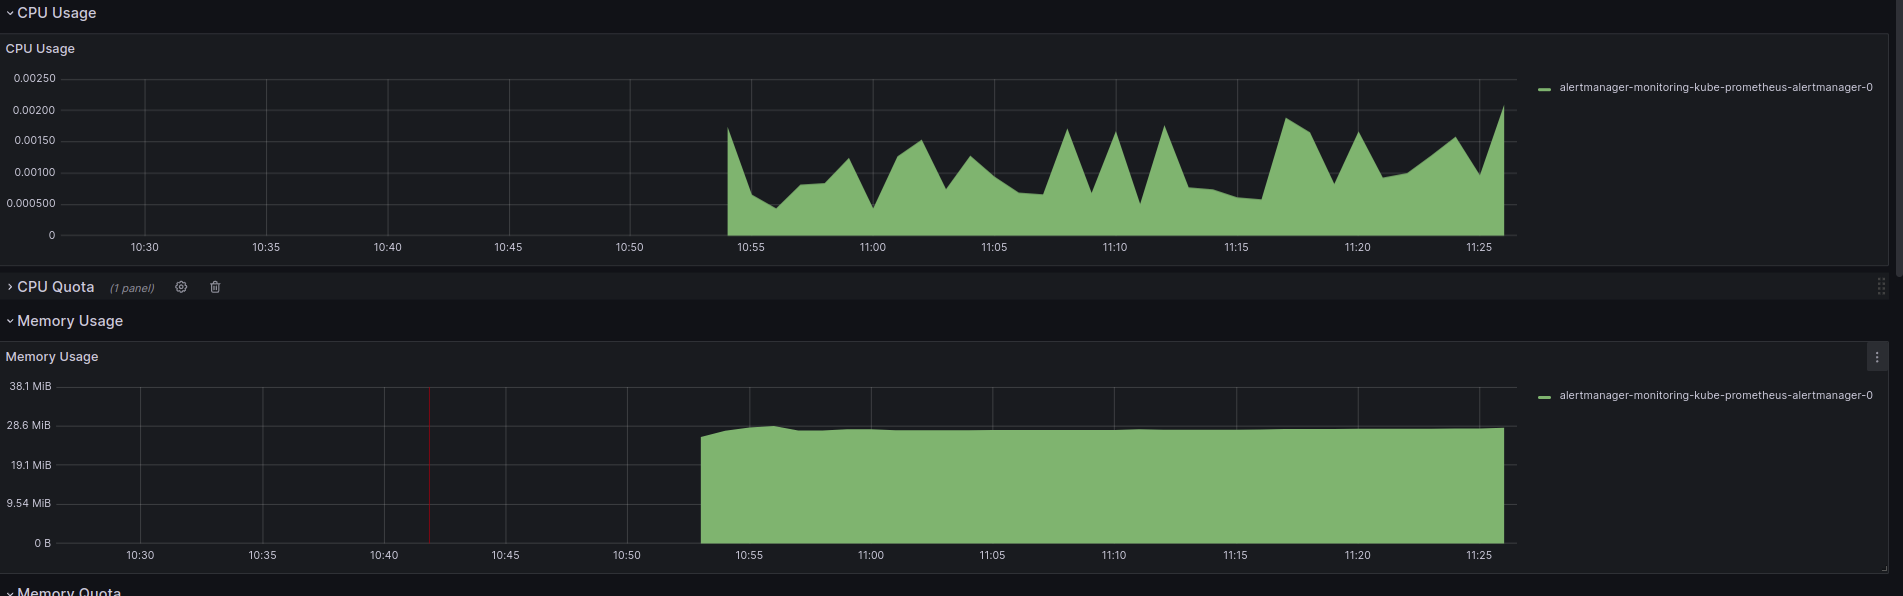 CPU Usage
CPU Usage
0.00250
0.00200
0.00150
0.00100
0.000500
0
10:30 10:35 10:40 10:45 10:50 10:55 11:00 11:05 11:10 11:15 11:20 11:25
alertmanager-monitoring-kube-prometheus-alertmanager-0
CPU Quota (1 panel)
Memory Usage
Memory Usage
38.1 MiB
28.6 MiB
19.1 MiB
9.54 MiB
0 B
10:30 10:35 10:40 10:45 10:50 10:55 11:00 11:05 11:10 11:15 11:20 11:25
alertmanager-monitoring-kube-prometheus-alertmanager-0
Memory Quota